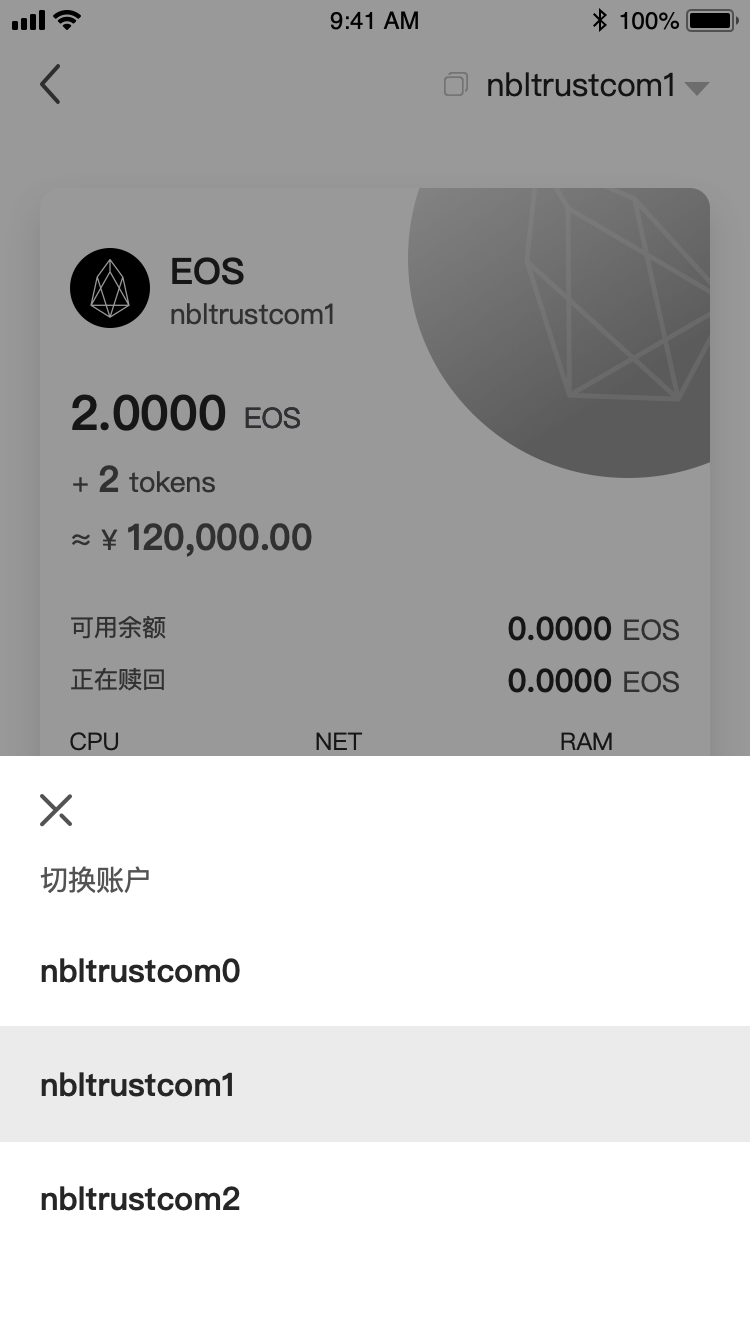 9:41 AM 100%
nbltrustcom1
EOS
nbltrustcom1
2.0000 EOS
+ 2 tokens
≈ ¥ 120,000.00
可用余额 0.0000 EOS
正在赎回 0.0000 EOS
CPU NET RAM
切换账户
nbltrustcom0
nbltrustcom1
nbltrustcom2